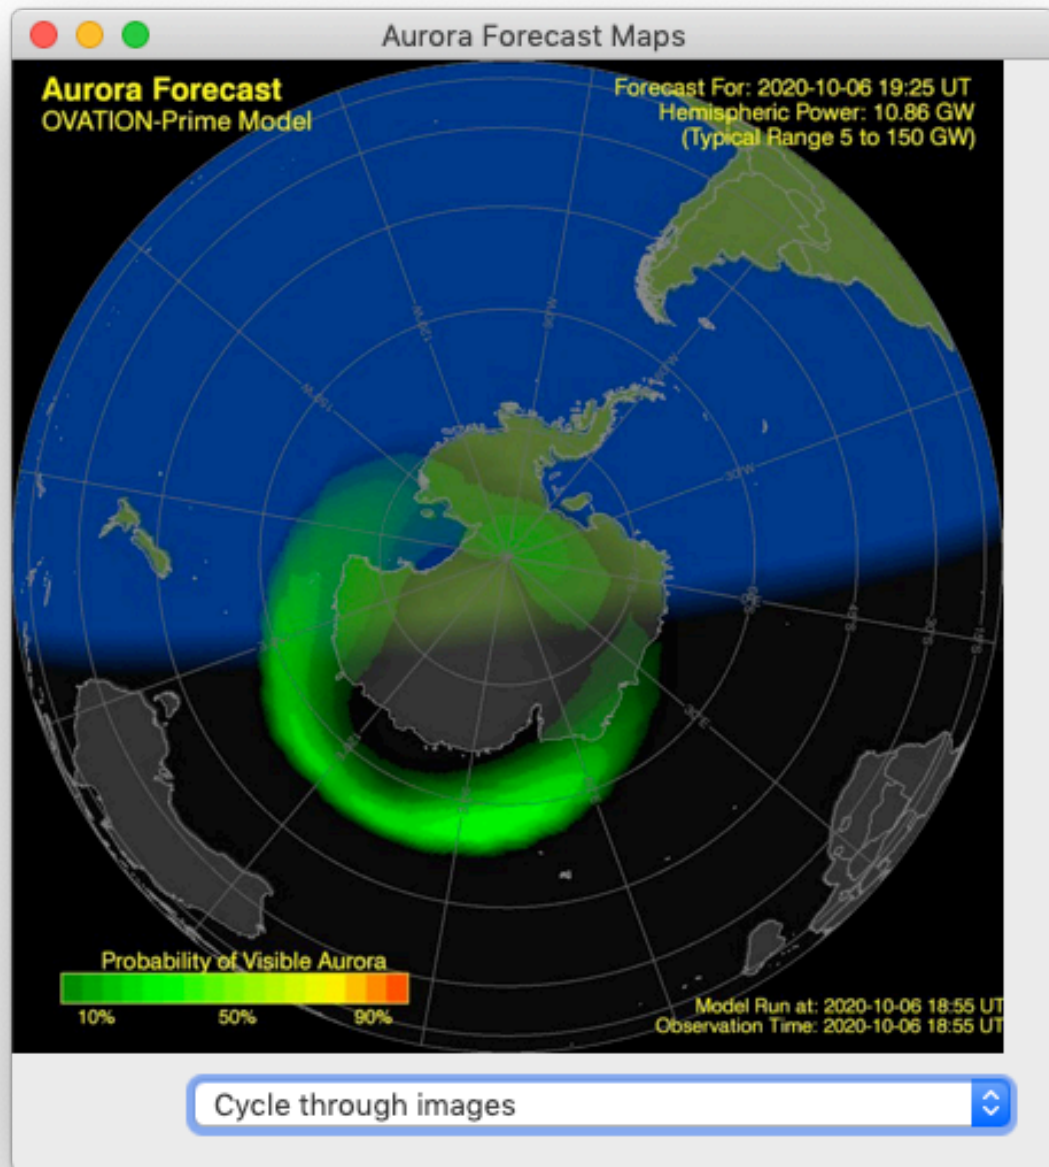 Aurora Forecast Maps
Aurora Forecast
OVATION-Prime Model
Forecast For: 2020-10-06 19:25 UT
Hemispheric Power: 10.86 GW
(Typical Range 5 to 150 GW)
30°W
Probability of Visible Aurora
10% 50% 90%
Model Run at: 2020-10-06 18:55 UT
Observation Time: 2020-10-06 18:55 UT
Cycle through images